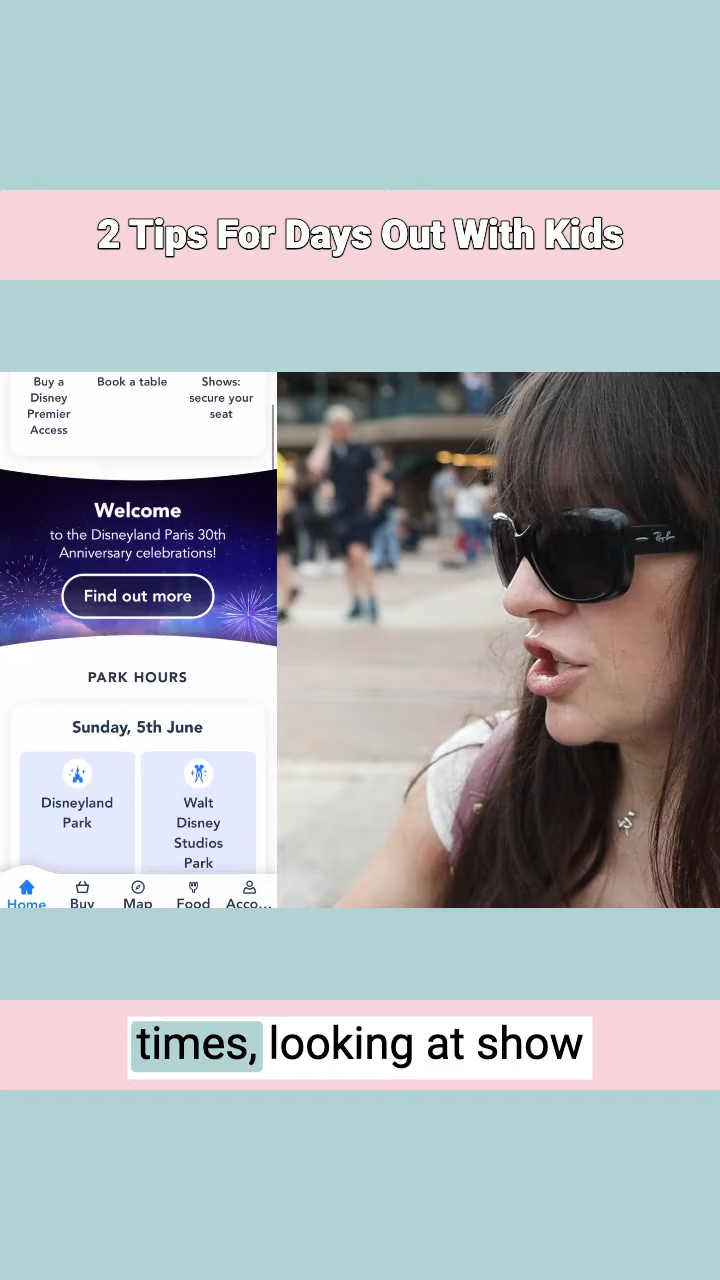 2 Tips For Days Out With Kids
Buy a
Disney
Premier
Access
Book a table
Shows:
secure your
seat
Welcome
to the Disneyland Paris 30th
Anniversary celebrations!
Find out more
PARK HOURS
Sunday, 5th June
Disneyland
Park
Walt
Disney
Studios
Park
Home
Buy
Map
Food
Acco...
Ray-Ban
times, looking at show